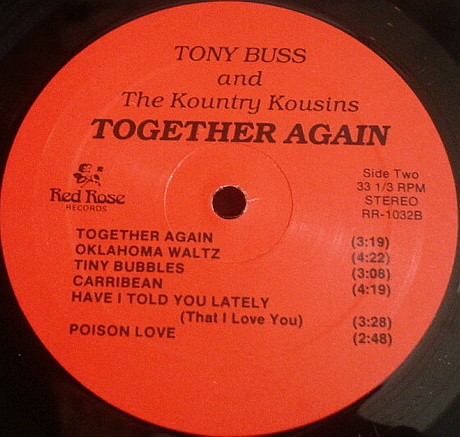 TONY BUSS
and
The Kountry Kousins
TOGETHER AGAIN
Red Rose
RECORDS
Side Two
33 1/3 RPM
STEREO
RR-1032B
TOGETHER AGAIN (3:19)
OKLAHOMA WALTZ (4:22)
TINY BUBBLES (3:08)
CARRIBEAN (4:19)
HAVE I TOLD YOU LATELY
(That I Love You) (3:28)
POISON LOVE (2:48)